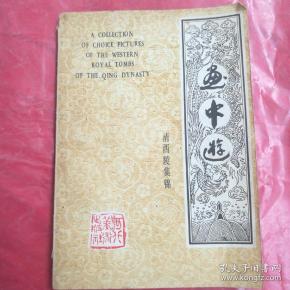 A COLLECTION
OF CHOICE PICTURES
OF THE WESTERN
ROYAL TOMBS
OF THE QING DYNASTY
画中游
清西陵集锦